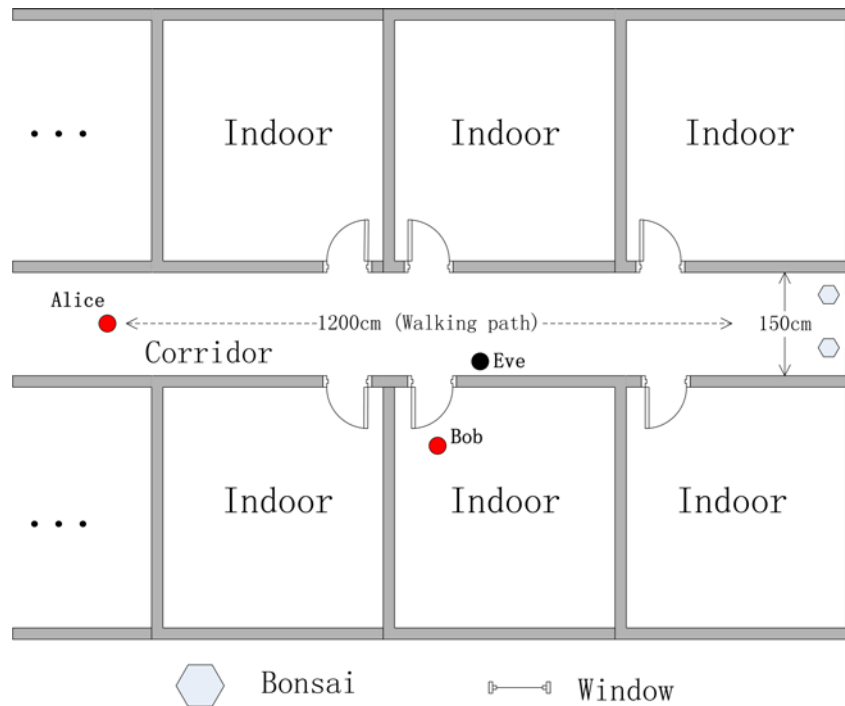 Indoor
Indoor
Indoor
Alice
1200cm (Walking path)
150cm
Corridor
Eve
Bob
Indoor
Indoor
Indoor
Bonsai
Window